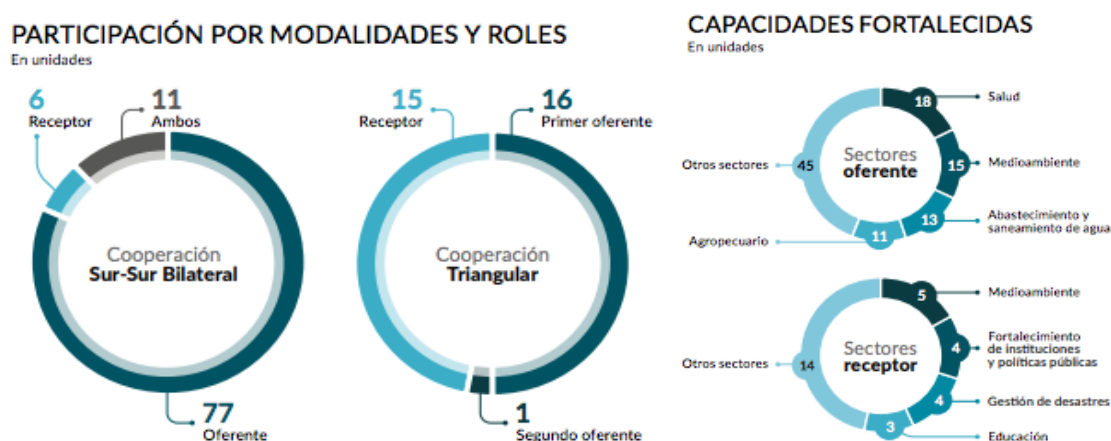 PARTICIPACIÓN POR MODALIDADES Y ROLES
En unidades
6
Receptor
11
Ambos
Cooperación
Sur-Sur Bilateral
77
Oferente
15
Receptor
16
Primer oferente
Cooperación
Triangular
1
Segundo oferente
CAPACIDADES FORTALECIDAS
En unidades
18
Salud
Otros sectores
45
Sectores
oferente
15
Medioambiente
13
Abastecimiento y
saneamiento de agua
Agropecuario
11
5
Medioambiente
Otros sectores
14
Sectores
receptor
4
Fortalecimiento
de instituciones
y políticas públicas
4
Gestión de desastres
3
Educación